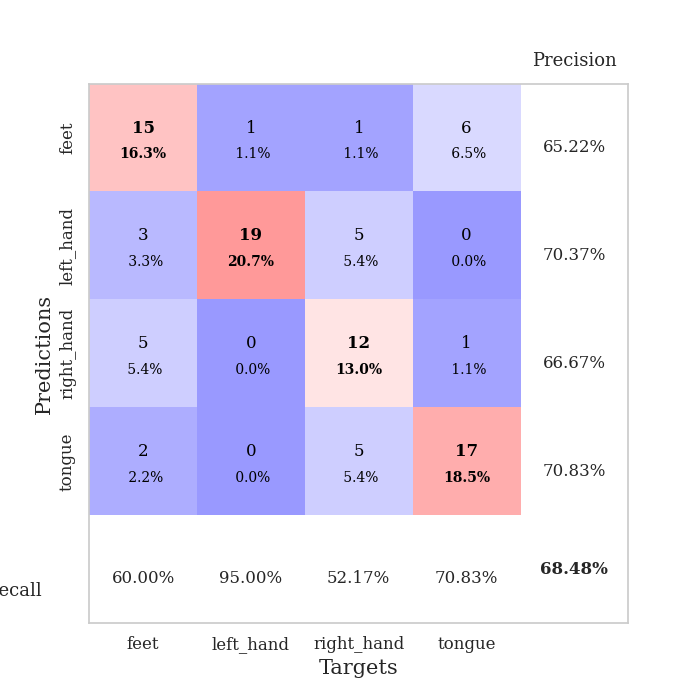 Precision
feet 15 1 1 6 65.22%
16.3% 1.1% 1.1% 6.5%
left_hand 3 19 5 0 70.37%
3.3% 20.7% 5.4% 0.0%
right_hand 5 0 12 1 66.67%
5.4% 0.0% 13.0% 1.1%
tongue 2 0 5 17 70.83%
2.2% 0.0% 5.4% 18.5%
Predictions
ecall 60.00% 95.00% 52.17% 70.83% 68.48%
feet left_hand right_hand tongue
Targets